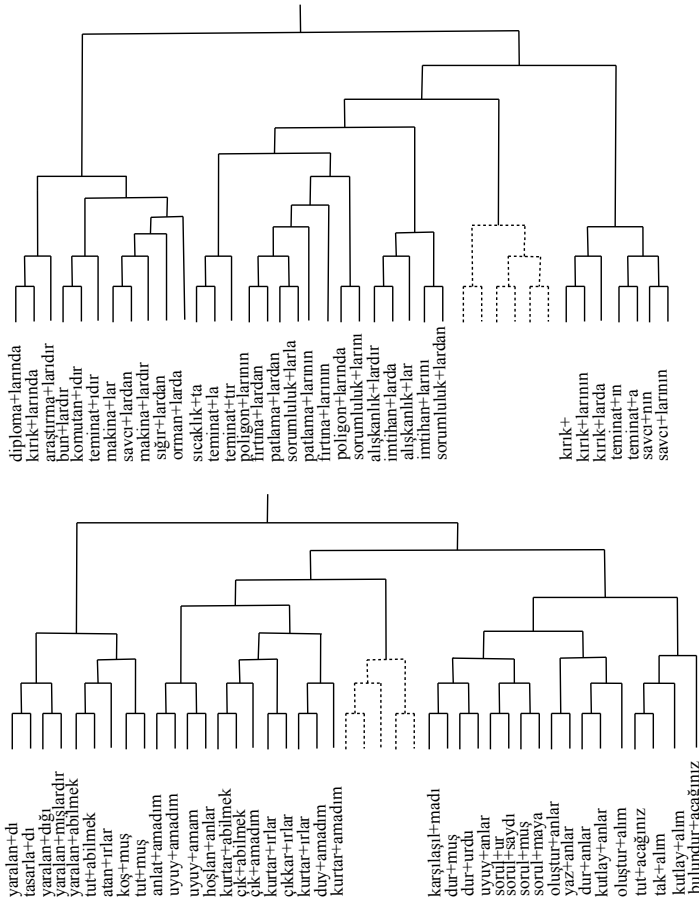 diploma+larında
kırık+larında
araştırma+larıdır
bun+lardır
komutan+ıdır
teminat+ıdır
makina+lar
savcı+lardan
makina+lardır
sığır+lardan
orman+larda
sıcaklık+ta
teminat+la
teminat+tır
poligon+larının
fırtına+lardan
patlama+lardan
sorumluluk+larla
patlama+larının
fırtına+larının
poligon+larında
sorumluluk+larını
alışkanlık+lardır
imtihan+larda
alışkanlık+lar
imtihan+larını
sorumluluk+lardan
kırık+
kırık+larının
kırık+larda
teminat+ın
teminat+a
savcı+nın
savcı+larının
yaralan+dı
tasarla+dı
yaralan+dığı
yaralan+mışlardır
yaralan+abilmek
tut+abilmek
atan+ırlar
koş+muş
tut+muş
anlat+amadım
uyuy+amadım
uyuy+amam
hoşlan+anlar
kurtar+abilmek
çık+abilmek
çık+amadım
kurtar+ırlar
çıkkar+ırlar
kurtar+ırlar
duy+amadım
kurtar+amadım
karşılaşıl+madı
dur+muş
dur+urdu
uyuy+anlar
sorul+ur
sorul+saydı
sorul+muş
sorul+maya
oluştur+anlar
yaz+anlar
dur+anlar
kutlay+anlar
oluştur+alım
tut+acağınız
tak+alım
kutlay+alım
bulundur+acağınız